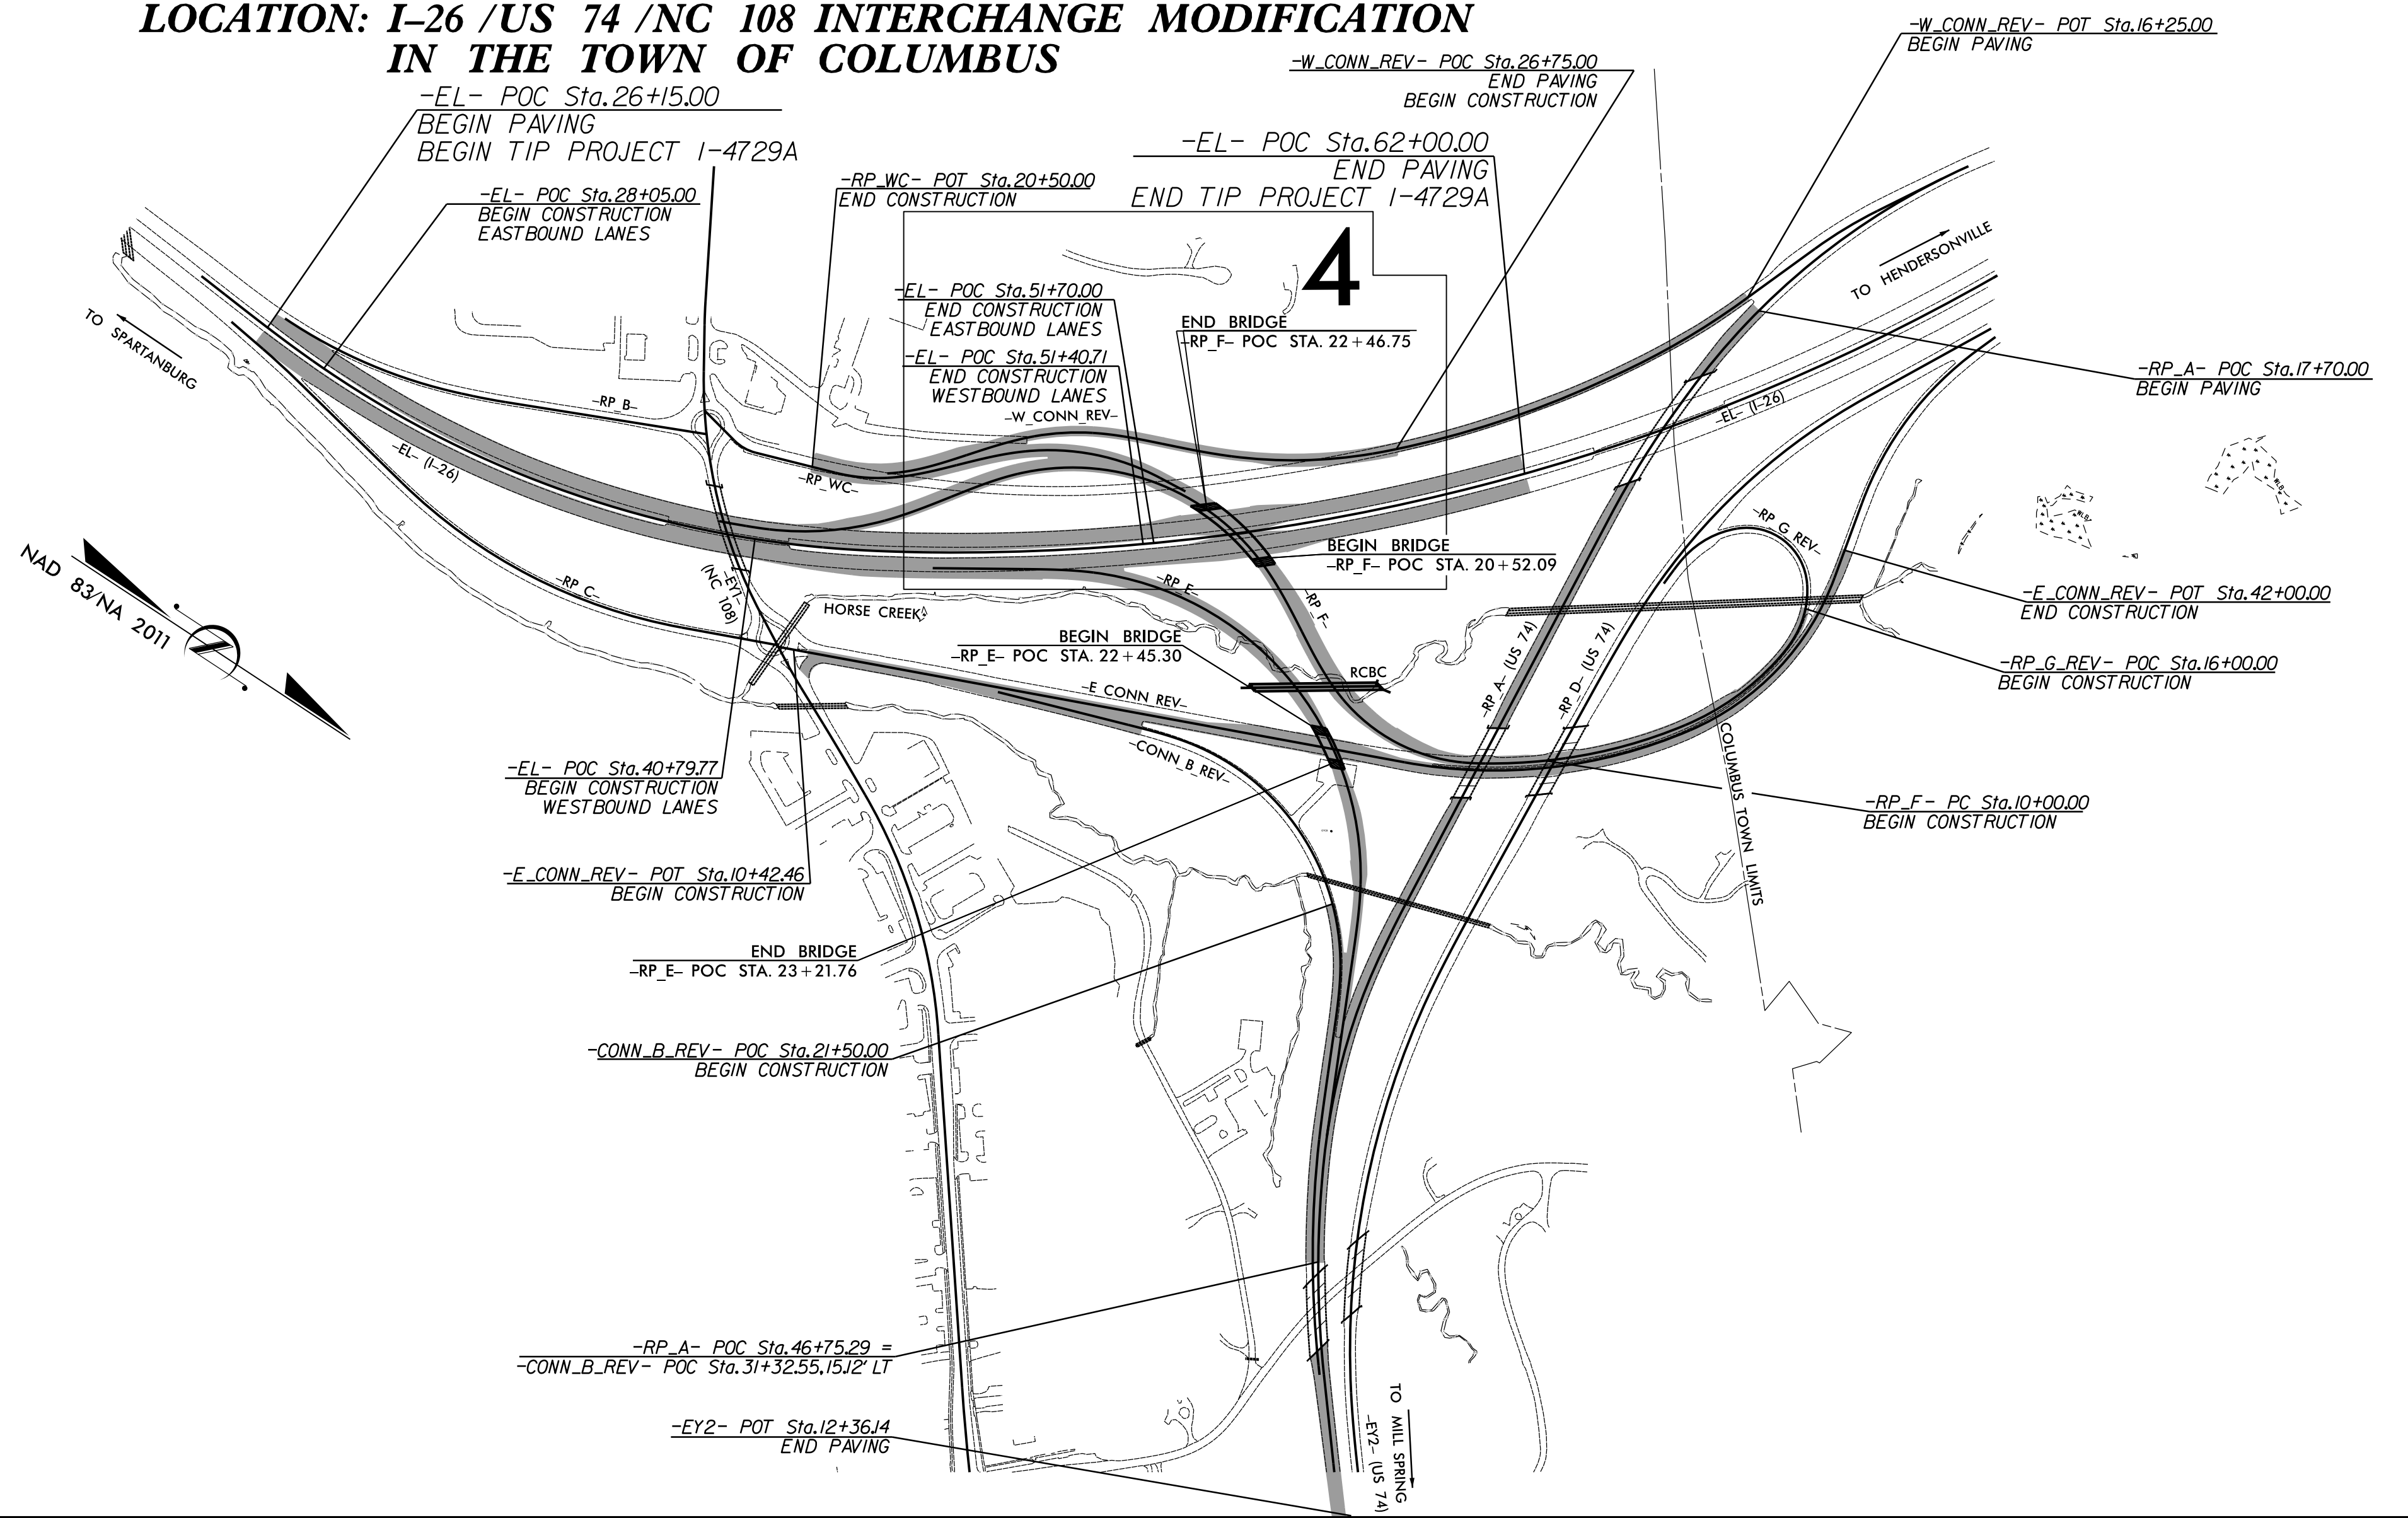 LOCATION: I-26 /US 74 /NC 108 INTERCHANGE MODIFICATION
IN THE TOWN OF COLUMBUS
-W_CONN_REV- POT Sta.16+25.00
BEGIN PAVING
-W_CONN_REV- POC Sta.26+75.00
END PAVING
BEGIN CONSTRUCTION
-EL- POC Sta.26+15.00
BEGIN PAVING
BEGIN TIP PROJECT I-4729A
-EL- POC Sta.62+00.00
END PAVING
END TIP PROJECT I-4729A
-EL- POC Sta.28+05.00
BEGIN CONSTRUCTION
EASTBOUND LANES
-RP_WC- POT Sta.20+50.00
END CONSTRUCTION
4
TO HENDERSONVILLE
TO SPARTANBURG
-EL- POC Sta.51+70.00
END CONSTRUCTION
EASTBOUND LANES
-EL- POC Sta.51+40.71
END CONSTRUCTION
WESTBOUND LANES
END BRIDGE
-RP_F- POC STA. 22+46.75
-RP_A- POC Sta.17+70.00
BEGIN PAVING
-RP_B-
-W_CONN_REV-
-EL- (I-26)
-EL- (I-26)
-RP_WC-
WLB
WLB
-RP G REV-
NAD 83/NA 2011
BEGIN BRIDGE
-RP_F- POC STA. 20+52.09
-RP_C-
-EY1-
(NC 108)
-RP_E-
-RP_F-
HORSE CREEK
-E_CONN_REV- POT Sta.42+00.00
END CONSTRUCTION
BEGIN BRIDGE
-RP_E- POC STA. 22+45.30
RCBC
-RP_A- (US 74)
-RP_D- (US 74)
-RP_G_REV- POC Sta.16+00.00
BEGIN CONSTRUCTION
-E CONN REV-
-CONN_B_REV-
COLUMBUS TOWN LIMITS
-EL- POC Sta.40+79.77
BEGIN CONSTRUCTION
WESTBOUND LANES
-RP_F- PC Sta.10+00.00
BEGIN CONSTRUCTION
-E_CONN_REV- POT Sta.10+42.46
BEGIN CONSTRUCTION
END BRIDGE
-RP_E- POC STA. 23+21.76
-CONN_B_REV- POC Sta.21+50.00
BEGIN CONSTRUCTION
-RP_A- POC Sta.46+75.29 =
-CONN_B_REV- POC Sta.31+32.55,15.12' LT
-EY2- POT Sta.12+36.14
END PAVING
TO MILL SPRING
-EY2- (US 74)